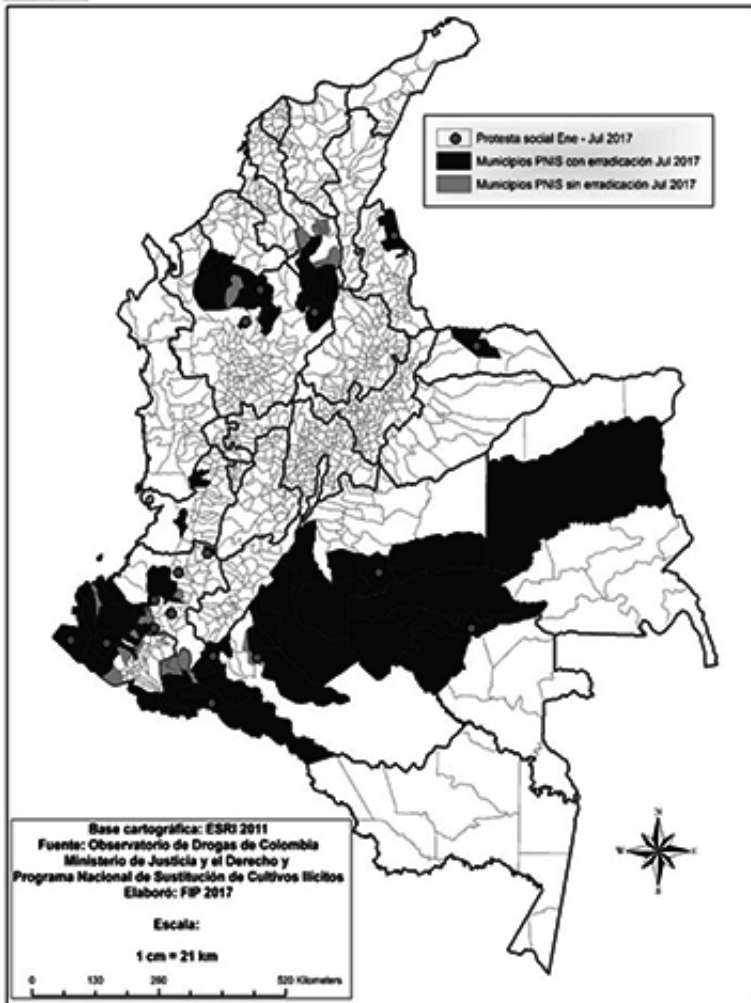 Protesta social Ene - Jul 2017
Municipios PNIS con erradicación Jul 2017
Municipios PNIS sin erradicación Jul 2017
Base cartográfica: ESRI 2011
Fuente: Observatorio de Drogas de Colombia
Ministerio de Justicia y el Derecho y
Programa Nacional de Sustitución de Cultivos Ilícitos
Elaboró: FIP 2017
Escala:
1 cm = 21 km
0 130 260 520 Kilometers
N
W E
S